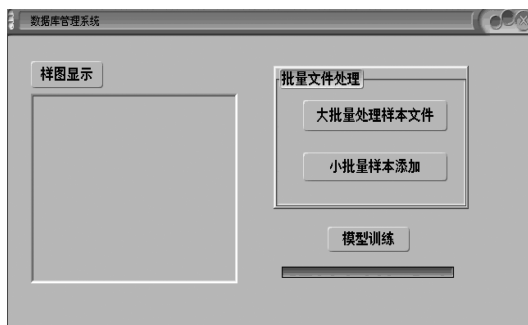 数据库管理系统
样图显示
批量文件处理
大批量处理样本文件
小批量样本添加
模型训练